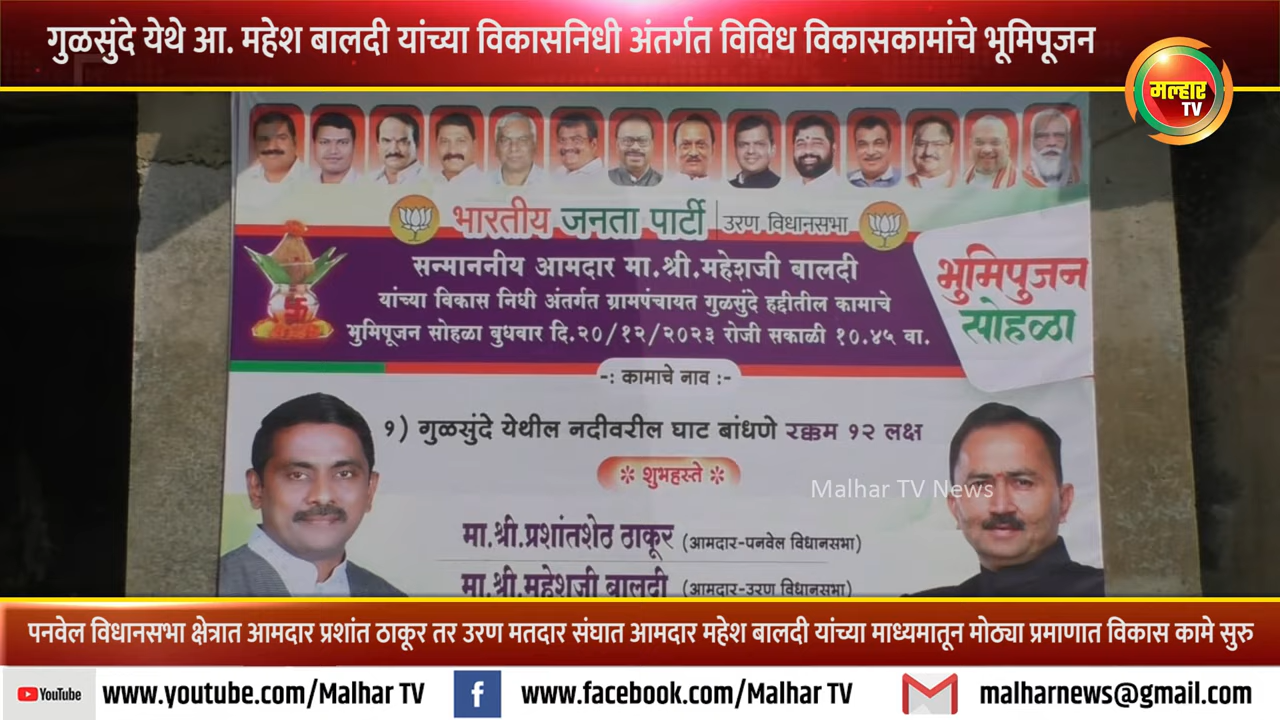 गुळसुंदे येथे आ. महेश बालदी यांच्या विकासनिधी अंतर्गत विविध विकासकामांचे भूमिपूजन
मल्हार
TV
भारतीय जनता पार्टी | उरण विधानसभा
सन्माननीय आमदार मा.श्री.महेशजी बालदी
यांच्या विकास निधी अंतर्गत ग्रामपंचायत गुळसुंदे हद्दीतील कामाचे
भुमिपूजन सोहळा बुधवार दि.२०/१२/२०२३ रोजी सकाळी १०.४५ वा.
भुमिपुजन
सोहळा
-: कामाचे नाव :-
१) गुळसुंदे येथील नदीवरील घाट बांधणे रक्कम १२ लक्ष
* शुभहस्ते *
Malhar TV News
मा.श्री.प्रशांतशेठ ठाकूर (आमदार-पनवेल विधानसभा)
मा.श्री.महेशजी बालदी (आमदार-उरण विधानसभा)
पनवेल विधानसभा क्षेत्रात आमदार प्रशांत ठाकूर तर उरण मतदार संघात आमदार महेश बालदी यांच्या माध्यमातून मोठ्या प्रमाणात विकास कामे सुरु
YouTube www.youtube.com/Malhar TV www.facebook.com/Malhar TV malharnews@gmail.com